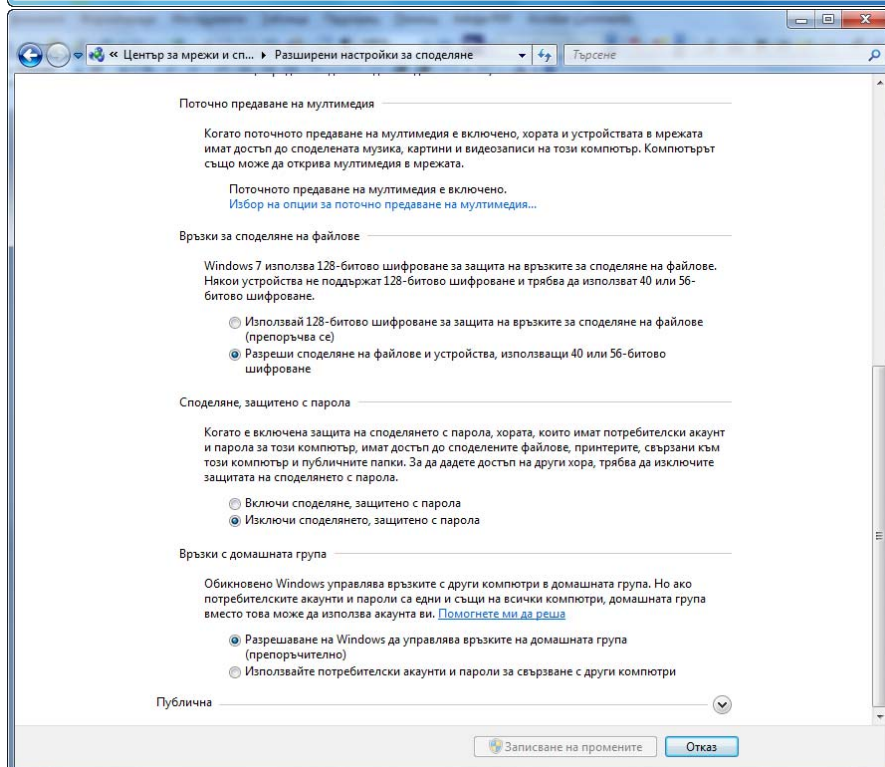 « Център за мрежи и сп... ▸ Разширени настройки за споделяне
Търсене
Поточно предаване на мултимедия
Когато поточното предаване на мултимедия е включено, хората и устройствата в мрежата
имат достъп до споделената музика, картини и видеозаписи на този компютър. Компютърът
също може да открива мултимедия в мрежата.
Поточното предаване на мултимедия е включено.
Избор на опции за поточно предаване на мултимедия...
Връзки за споделяне на файлове
Windows 7 използва 128-битово шифроване за защита на връзките за споделяне на файлове.
Някои устройства не поддържат 128-битово шифроване и трябва да използват 40 или 56-
битово шифроване.
Използвай 128-битово шифроване за защита на връзките за споделяне на файлове
(препоръчва се)
Разреши споделяне на файлове и устройства, използващи 40 или 56-битово
шифроване
Споделяне, защитено с парола
Когато е включена защита на споделянето с парола, хората, които имат потребителски акаунт
и парола за този компютър, имат достъп до споделените файлове, принтерите, свързани към
този компютър и публичните папки. За да дадете достъп на други хора, трябва да изключите
защитата на споделянето с парола.
Включи споделяне, защитено с парола
Изключи споделянето, защитено с парола
Връзки с домашната група
Обикновено Windows управлява връзките с други компютри в домашната група. Но ако
потребителските акаунти и пароли са едни и същи на всички компютри, домашната група
вместо това може да използва акаунта ви. Помогнете ми да реша
Разрешаване на Windows да управлява връзките на домашната група
(препоръчително)
Използвайте потребителски акаунти и пароли за свързване с други компютри
Публична
Записване на промените
Отказ